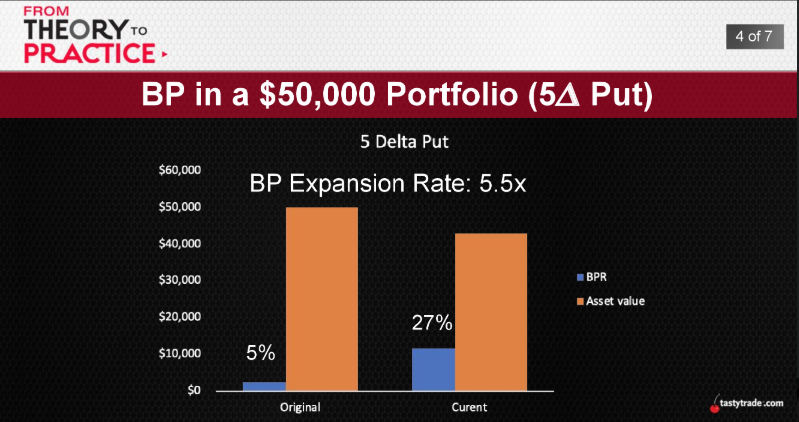 FROM
THEORY TO
PRACTICE
4 of 7
BP in a $50,000 Portfolio (5Δ Put)
5 Delta Put
BP Expansion Rate: 5.5x
$60,000
$50,000
$40,000
$30,000
$20,000
$10,000
$0
5%
27%
BPR
Asset value
Original
Curent
tastytrade.com